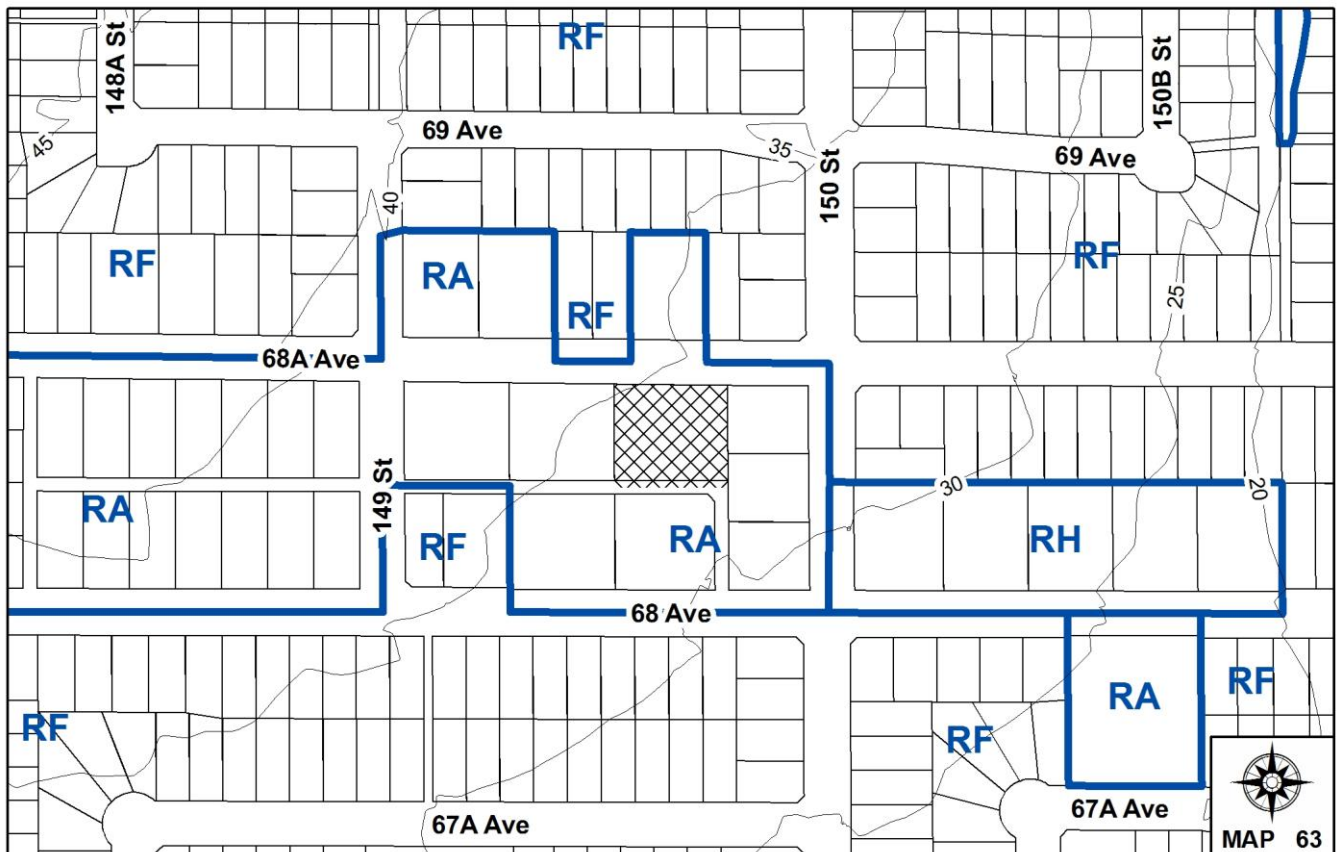 148A St
RF
150B St
69 Ave
45
35
69 Ave
150 St
40
RF
RA
RF
RF
25
68A Ave
149 St
30
20
RA
RF
RA
RH
68 Ave
RF
RA
RF
RF
67A Ave
67A Ave
MAP 63